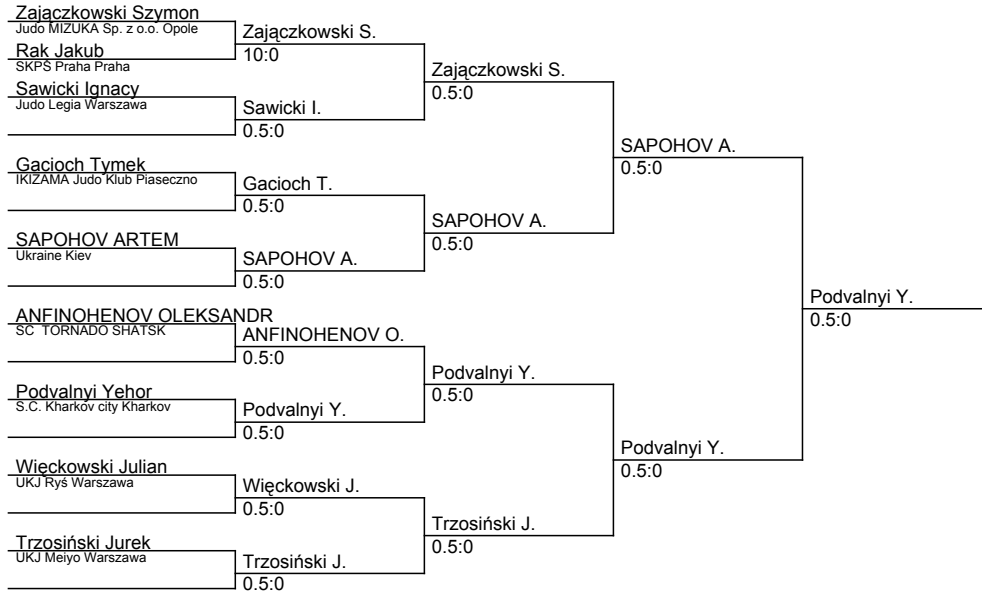 Zajączkowski Szymon
Judo MIZUKA Sp. z o.o. Opole
Rak Jakub
SKPŚ Praha Praha
Sawicki Ignacy
Judo Legia Warszawa
Gacioch Tymek
IKIZAMA Judo Klub Piaseczno
SAPOHOV ARTEM
Ukraine Kiev
ANFINOHENOV OLEKSANDR
SC TORNADO SHATSK
Podvalnyi Yehor
S.C. Kharkov city Kharkov
Więckowski Julian
UKJ Ryś Warszawa
Trzosiński Jurek
UKJ Meiyo Warszawa
Zajączkowski S.
10:0
Sawicki I.
0.5:0
Gacioch T.
0.5:0
SAPOHOV A.
0.5:0
ANFINOHENOV O.
0.5:0
Podvalnyi Y.
0.5:0
Więckowski J.
0.5:0
Trzosiński J.
0.5:0
Zajączkowski S.
0.5:0
SAPOHOV A.
0.5:0
Podvalnyi Y.
0.5:0
Trzosiński J.
0.5:0
SAPOHOV A.
0.5:0
Podvalnyi Y.
0.5:0
Podvalnyi Y.
0.5:0